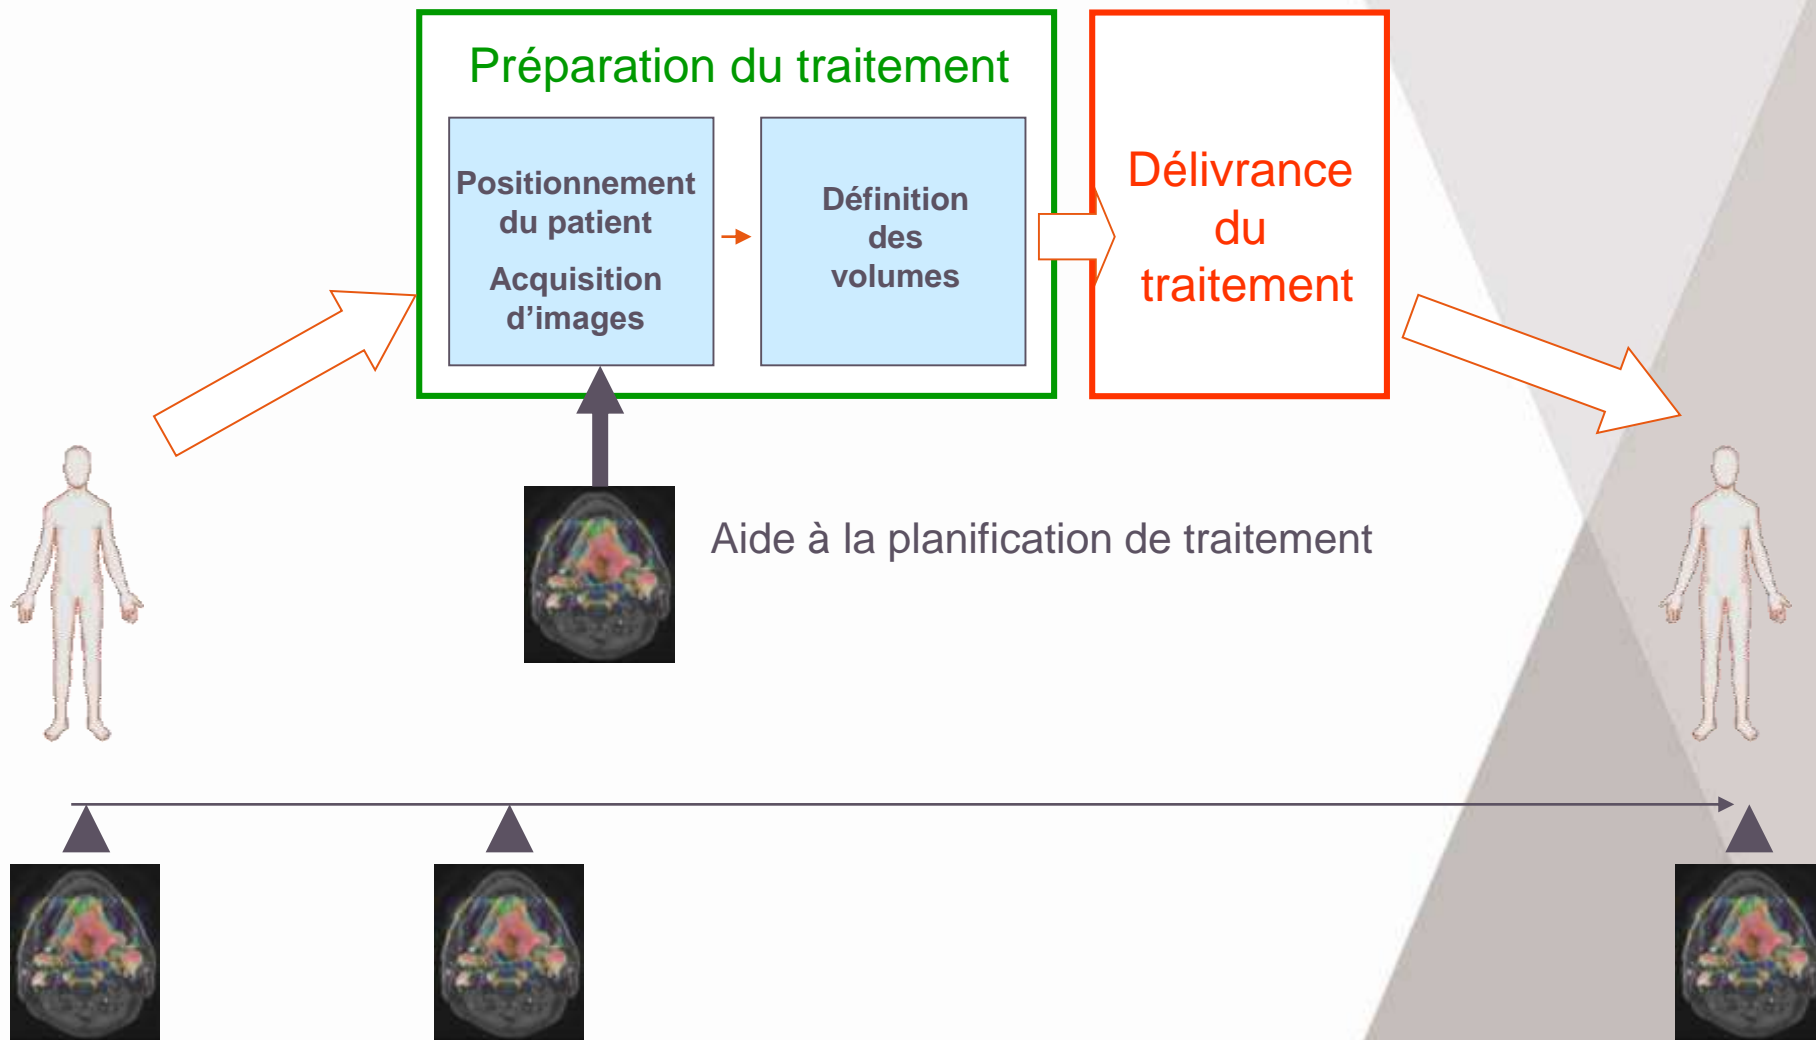 Préparation du traitement
Positionnement
du patient
Acquisition
d’images
Définition
des
volumes
Délivrance
du
traitement
Aide à la planification de traitement